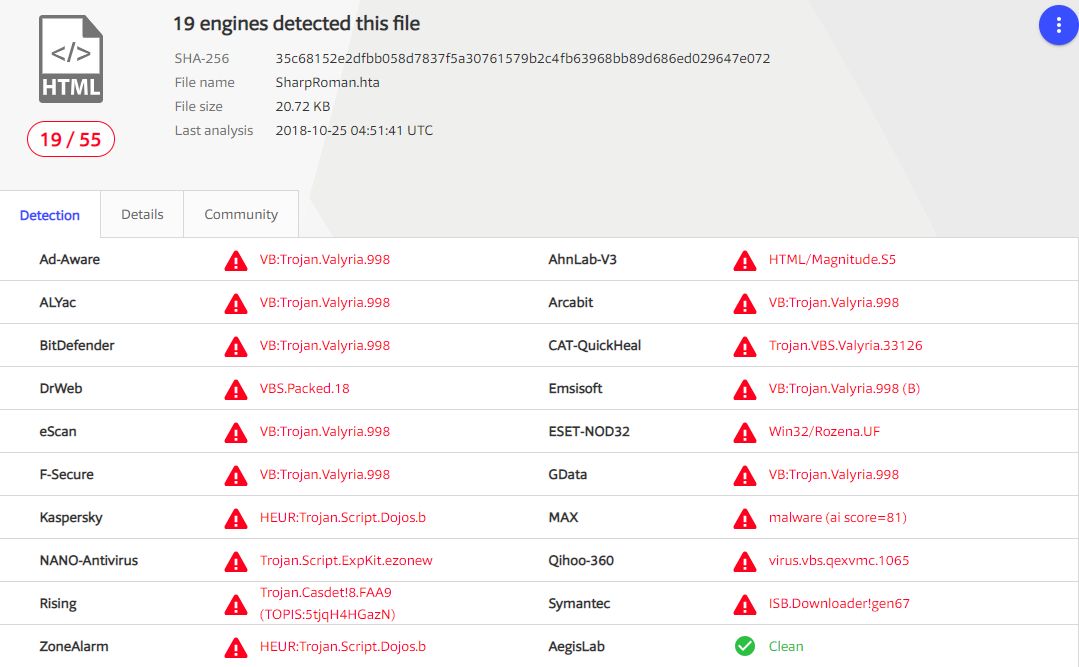 19 engines detected this file
SHA-256 35c68152e2dfbb058d7837f5a30761579b2c4fb63968bb89d686ed029647e072
File name SharpRoman.hta
File size 20.72 KB
Last analysis 2018-10-25 04:51:41 UTC
</>
HTML
19 / 55
Detection Details Community
Ad-Aware VB:Trojan.Valyria.998 AhnLab-V3 HTML/Magnitude.S5
ALYac VB:Trojan.Valyria.998 Arcabit VB:Trojan.Valyria.998
BitDefender VB:Trojan.Valyria.998 CAT-QuickHeal Trojan.VBS.Valyria.33126
DrWeb VBS.Packed.18 Emsisoft VB:Trojan.Valyria.998 (B)
eScan VB:Trojan.Valyria.998 ESET-NOD32 Win32/Rozena.UF
F-Secure VB:Trojan.Valyria.998 GData VB:Trojan.Valyria.998
Kaspersky HEUR:Trojan.Script.Dojos.b MAX malware (ai score=81)
NANO-Antivirus Trojan.Script.ExpKit.ezonew Qihoo-360 virus.vbs.qexvmc.1065
Rising Trojan.Casdet!8.FAA9 (TOPIS:5tjqH4HGazN) Symantec ISB.Downloader!gen67
ZoneAlarm HEUR:Trojan.Script.Dojos.b AegisLab Clean